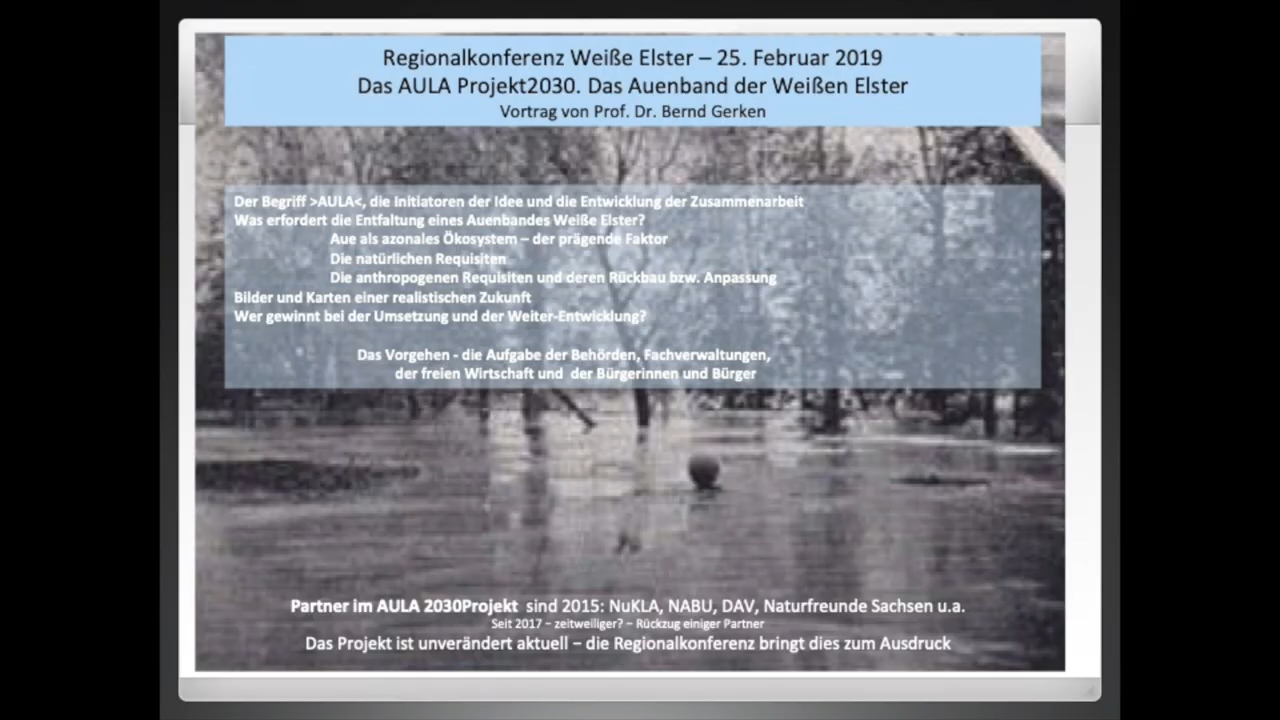 Regionalkonferenz Weiße Elster – 25. Februar 2019
Das AULA Projekt2030. Das Auenband der Weißen Elster
Vortrag von Prof. Dr. Bernd Gerken
Der Begriff >AULA<, die Initiatoren der Idee und die Entwicklung der Zusammenarbeit
Was erfordert die Entfaltung eines Auenbandes Weiße Elster?
Aue als azonales Ökosystem – der prägende Faktor
Die natürlichen Requisiten
Die anthropogenen Requisiten und deren Rückbau bzw. Anpassung
Bilder und Karten einer realistischen Zukunft
Wer gewinnt bei der Umsetzung und der Weiter-Entwicklung?
Das Vorgehen - die Aufgabe der Behörden, Fachverwaltungen,
der freien Wirtschaft und der Bürgerinnen und Bürger
Partner im AULA 2030Projekt sind 2015: NuKLA, NABU, DAV, Naturfreunde Sachsen u.a.
Seit 2017 – zeitweiliger? – Rückzug einiger Partner
Das Projekt ist unverändert aktuell – die Regionalkonferenz bringt dies zum Ausdruck